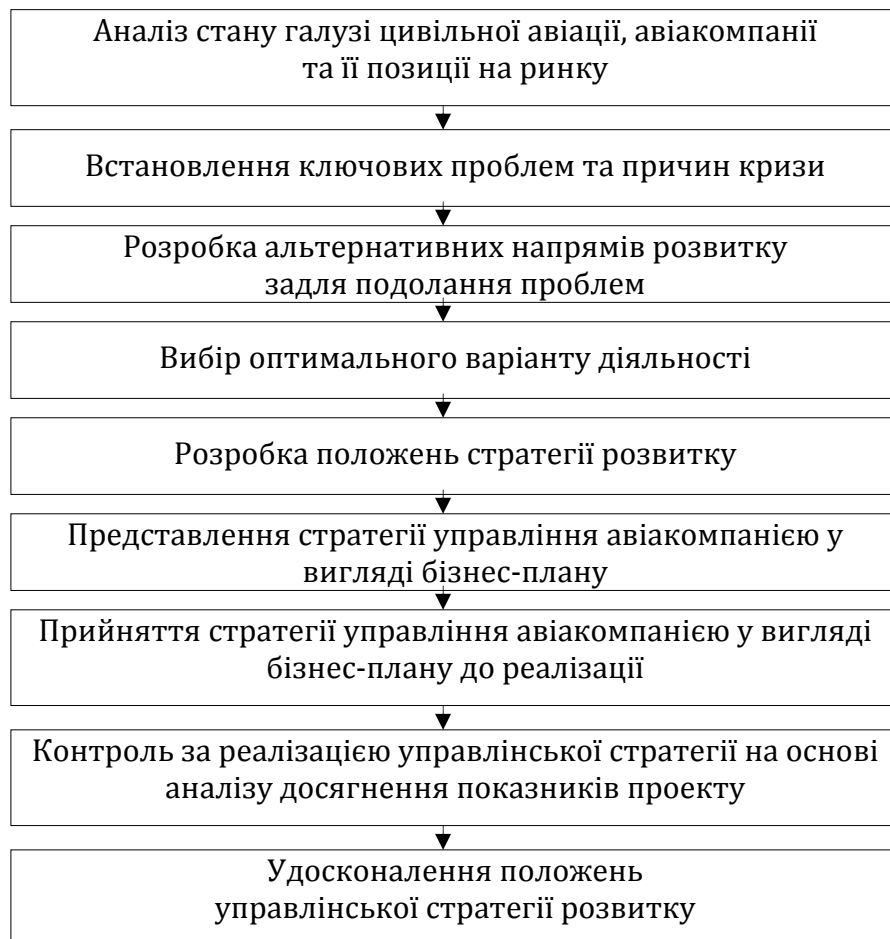 Аналіз стану галузі цивільної авіації, авіакомпанії
та її позиції на ринку
Встановлення ключових проблем та причин кризи
Розробка альтернативних напрямів розвитку
задля подолання проблем
Вибір оптимального варіанту діяльності
Розробка положень стратегії розвитку
Представлення стратегії управління авіакомпанією у
вигляді бізнес-плану
Прийняття стратегії управління авіакомпанією у вигляді
бізнес-плану до реалізації
Контроль за реалізацією управлінської стратегії на основі
аналізу досягнення показників проекту
Удосконалення положень
управлінської стратегії розвитку